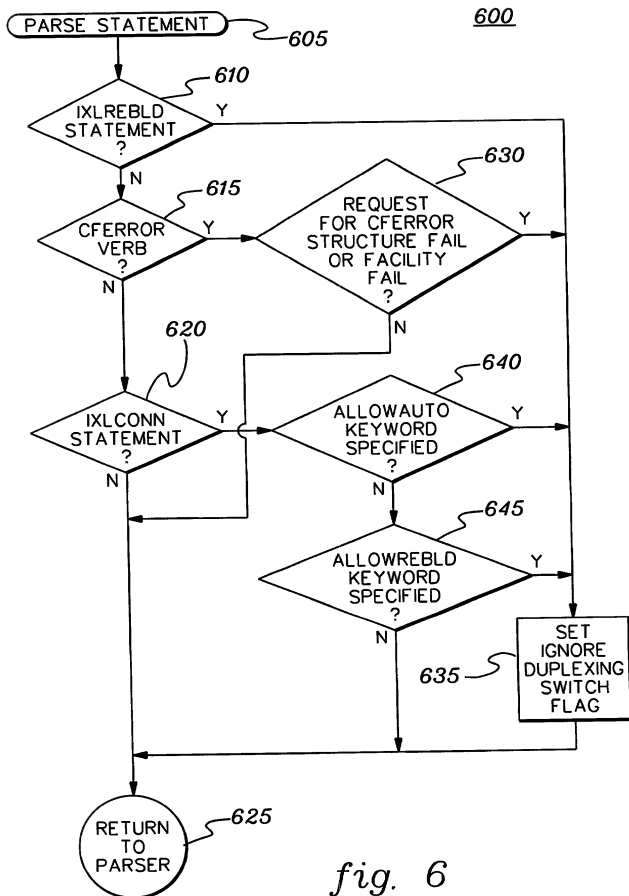 PARSE STATEMENT
605
600
610
IXLREBLD
STATEMENT
?
Y
N
615
CFERROR
VERB
?
Y
N
630
REQUEST
FOR CFERROR
STRUCTURE FAIL
OR FACILITY
FAIL
?
Y
N
620
IXLCONN
STATEMENT
?
Y
N
640
ALLOWAUTO
KEYWORD
SPECIFIED
?
Y
N
645
ALLOWREBLD
KEYWORD
SPECIFIED
?
Y
N
635
SET
IGNORE
DUPLEXING
SWITCH
FLAG
RETURN
TO
PARSER
625
fig. 6